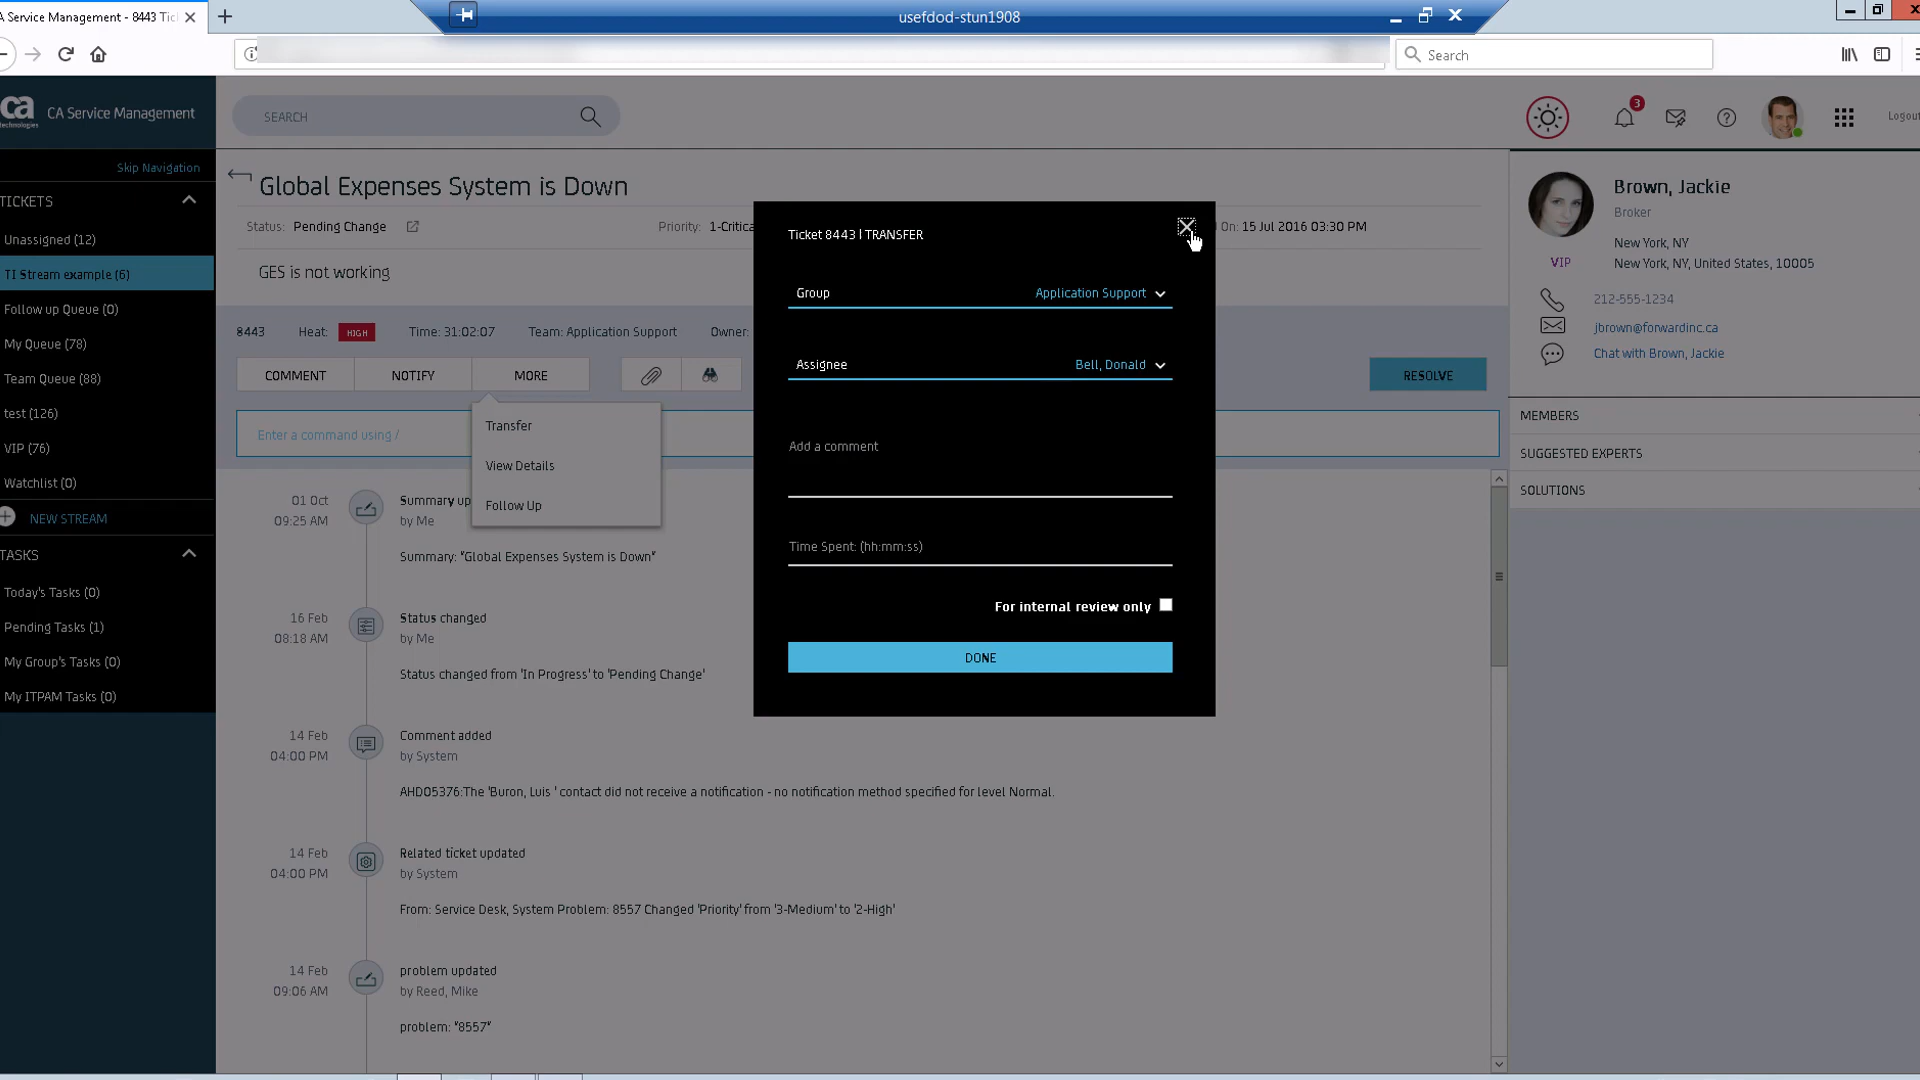 A Service Management - 8443 Tic
usefdod-stun1908
Search
ca
technologies
CA Service Management
SEARCH
3
Logout
Skip Navigation
TICKETS
Unassigned (12)
TI Stream example (6)
Follow up Queue (0)
My Queue (78)
Team Queue (88)
test (126)
VIP (76)
Watchlist (0)
NEW STREAM
TASKS
Today's Tasks (0)
Pending Tasks (1)
My Group's Tasks (0)
My ITPAM Tasks (0)
Global Expenses System is Down
Status: Pending Change
Priority: 1-Critica
On: 15 Jul 2016 03:30 PM
GES is not working
8443 Heat: HIGH Time: 31:02:07 Team: Application Support Owner:
COMMENT NOTIFY MORE
RESOLVE
Enter a command using /
Transfer
View Details
Follow Up
01 Oct
09:25 AM
Summary up
by Me
Summary: "Global Expenses System is Down"
16 Feb
08:18 AM
Status changed
by Me
Status changed from 'In Progress' to 'Pending Change'
14 Feb
04:00 PM
Comment added
by System
AHD05376:The 'Buron, Luis ' contact did not receive a notification - no notification method specified for level Normal.
14 Feb
04:00 PM
Related ticket updated
by System
From: Service Desk, System Problem: 8557 Changed 'Priority' from '3-Medium' to '2-High'
14 Feb
09:06 AM
problem updated
by Reed, Mike
problem: "8557"
Ticket 8443 | TRANSFER
Group Application Support
Assignee Bell, Donald
Add a comment
Time Spent: (hh:mm:ss)
For internal review only
DONE
Brown, Jackie
Broker
New York, NY
VIP
New York, NY, United States, 10005
212-555-1234
jbrown@forwardinc.ca
Chat with Brown, Jackie
MEMBERS
SUGGESTED EXPERTS
SOLUTIONS